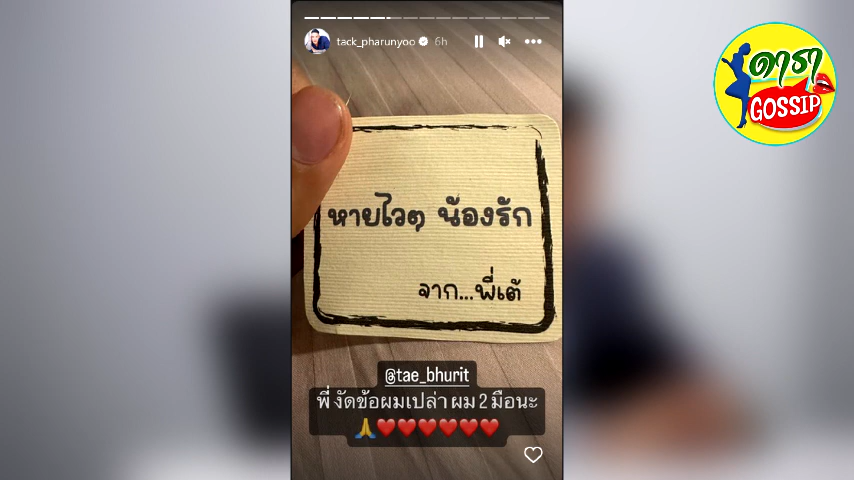 tack_pharunyoo 6h
ดารา
GOSSIP
หายไวๆ น้องรัก
จาก...พี่เต้
@tae_bhurit
พี่ งัดข้อผมเปล่า ผม 2 มือนะ
🙏❤️❤️❤️❤️❤️❤️